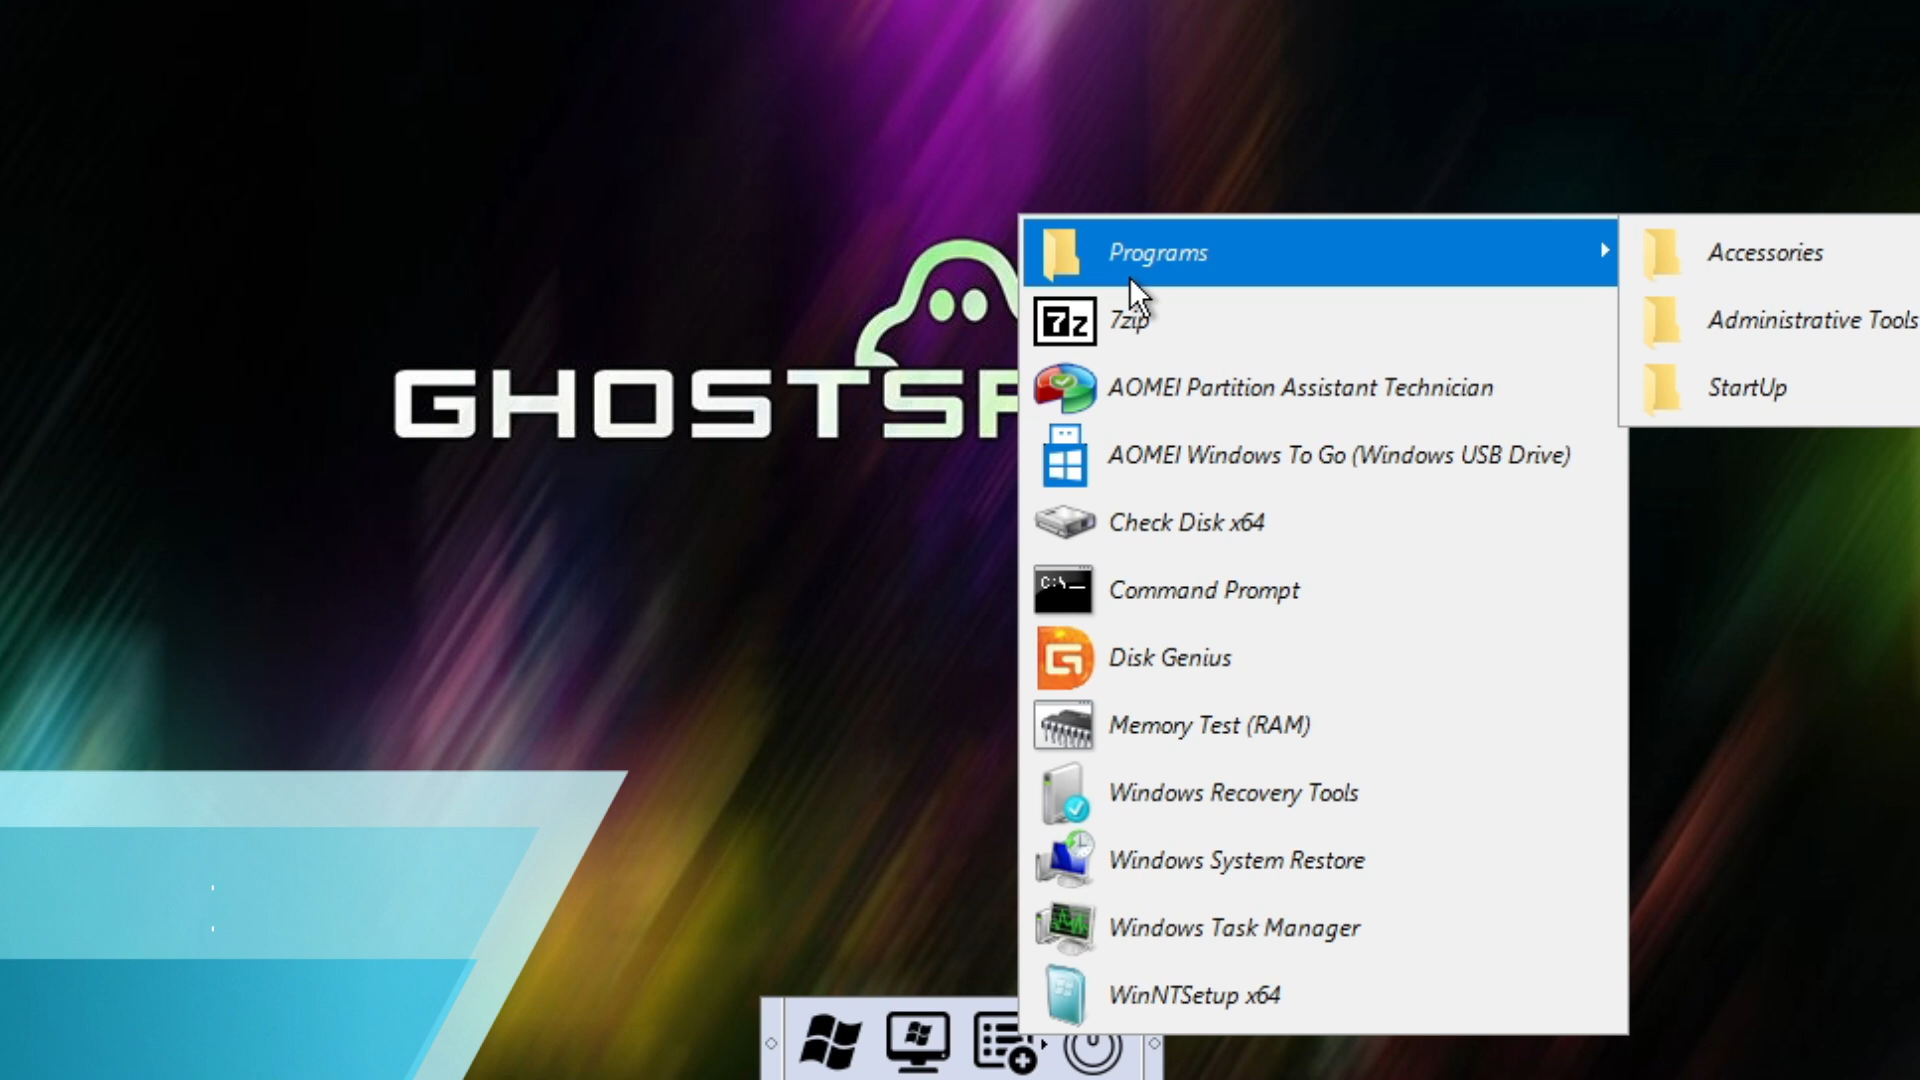 GHOSTS
Programs
7zip
AOMEI Partition Assistant Technician
AOMEI Windows To Go (Windows USB Drive)
Check Disk x64
C:\
Command Prompt
Disk Genius
Memory Test (RAM)
Windows Recovery Tools
Windows System Restore
Windows Task Manager
WinNTSetup x64
Accessories
Administrative Tools
StartUp
7z